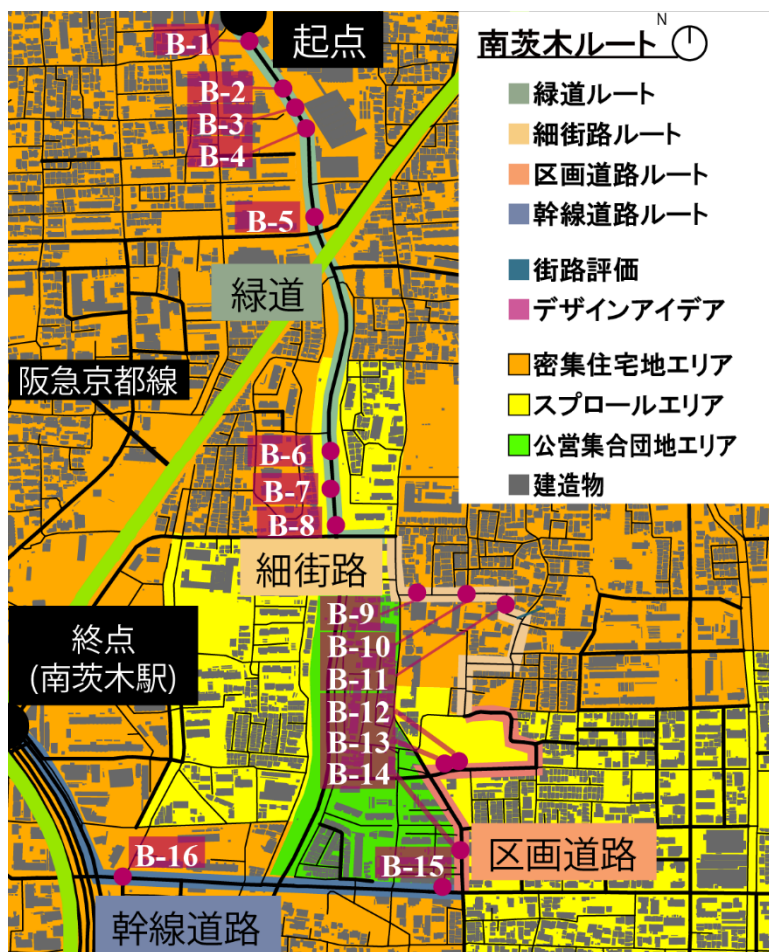 B-1
起点
B-2
B-3
B-4
B-5
緑道
阪急京都線
B-6
B-7
B-8
細街路
B-9
B-10
B-11
B-12
B-13
B-14
終点
(南茨木駅)
区画道路
B-15
B-16
幹線道路
南茨木ルート
N
緑道ルート
細街路ルート
区画道路ルート
幹線道路ルート
街路評価
デザインアイデア
密集住宅地エリア
スプロールエリア
公営集合団地エリア
建造物